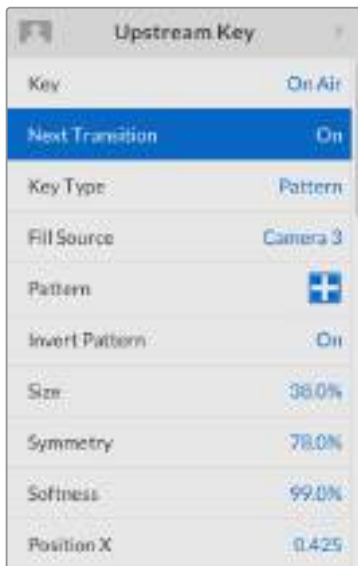 Upstream Key
Key On Air
Next Transition On
Key Type Pattern
Fill Source Camera 3
Pattern
Invert Pattern On
Size 38.0%
Symmetry 78.0%
Softness 99.0%
Position X 0.425